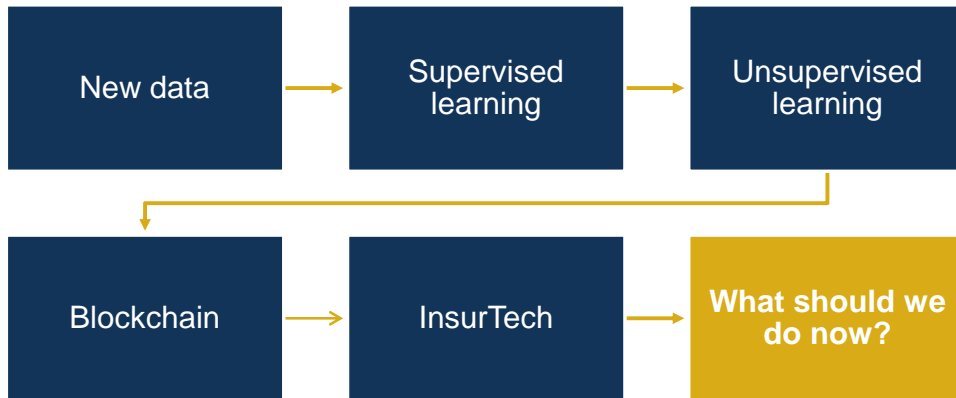 New data
Supervised
learning
Unsupervised
learning
Blockchain
InsurTech
What should we
do now?